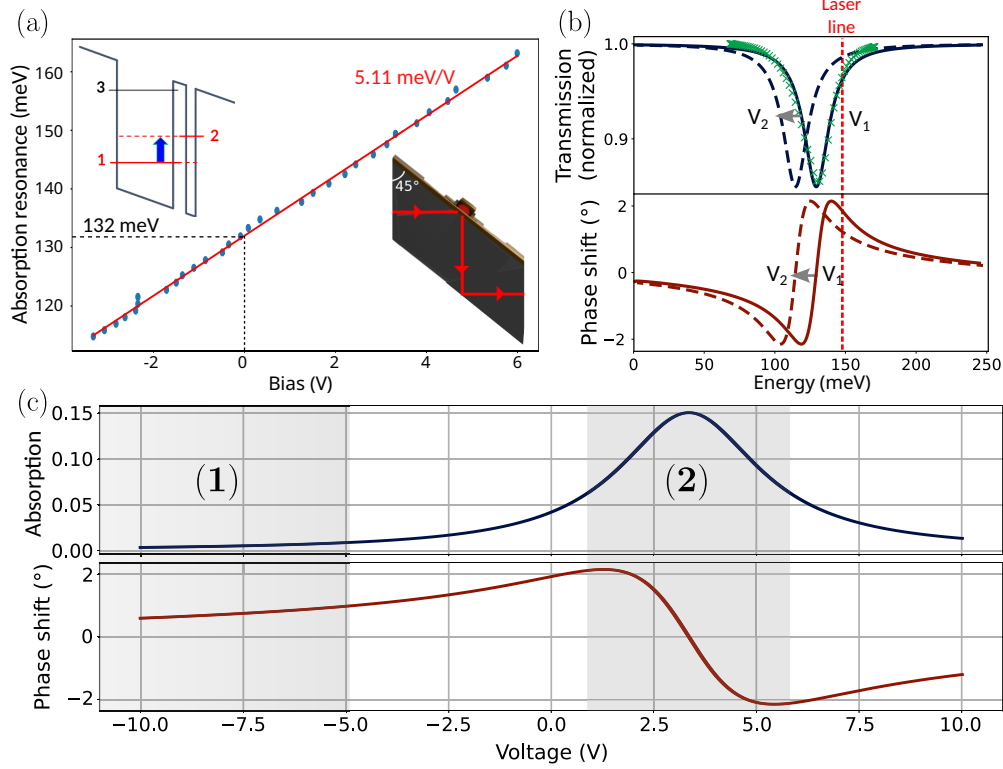 (a)
5.11 meV/V
3
2
1
132 meV
45°
Absorption resonance (meV)
160
150
140
130
120
-2
0
2
4
6
Bias (V)
(b)
Laser
line
1.0
0.9
Transmission
(normalized)
V2
V1
2
0
−2
Phase shift (°)
V2
V1
0
50
100
150
200
250
Energy (meV)
(c)
0.15
0.10
0.05
0.00
Absorption
(1)
(2)
2
0
−2
Phase shift (°)
−10.0
−7.5
−5.0
−2.5
0.0
2.5
5.0
7.5
10.0
Voltage (V)